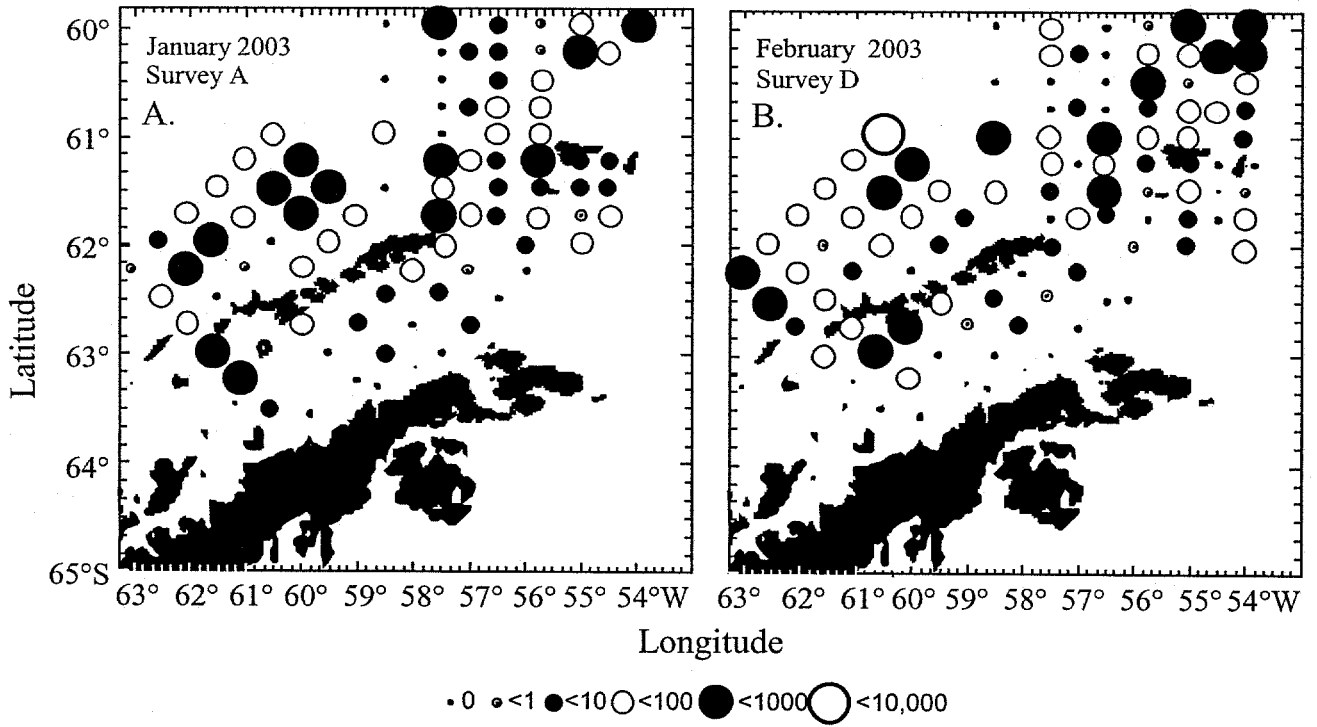 January 2003
Survey A
A.
February 2003
Survey D
B.
Latitude
60°
61°
62°
63°
64°
65°S
63° 62° 61° 60° 59° 58° 57° 56° 55° 54°W
63° 62° 61° 60° 59° 58° 57° 56° 55° 54°W
Longitude
0 <1 <10 <100 <1000 <10,000